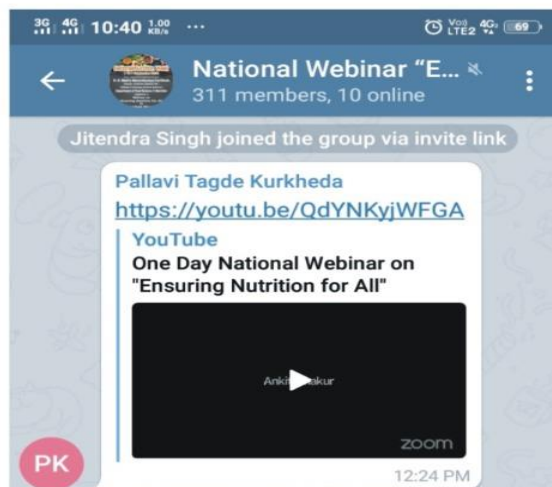 3G 4G 10:40 1.00 KB/s ... Vo) LTE2 4G 69
National Webinar “E...
311 members, 10 online
Jitendra Singh joined the group via invite link
Pallavi Tagde Kurkheda
https://youtu.be/QdYNKyjWFGA
YouTube
One Day National Webinar on
"Ensuring Nutrition for All"
zoom
PK
12:24 PM